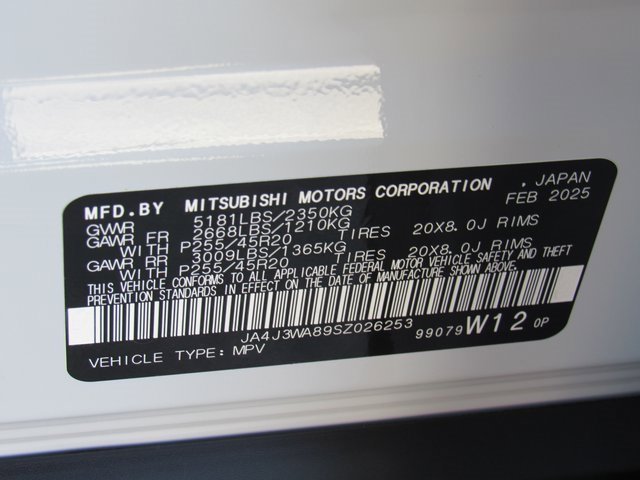 MFD.BY MITSUBISHI MOTORS CORPORATION . JAPAN
GVWR 5181LBS/2350KG FEB 2025
GAWR FR 2668LBS/1210KG
WITH P255/45R20 TIRES 20X8.0J RIMS
GAWR RR 3009LBS/1365KG
WITH P255/45R20 TIRES 20X8.0J RIMS
THIS VEHICLE CONFORMS TO ALL APPLICABLE FEDERAL MOTOR VEHICLE SAFETY AND THEFT
PREVENTION STANDARDS IN EFFECT ON THE DATE OF MANUFACTURE SHOWN ABOVE.
JA4J3WA89SZ026253
VEHICLE TYPE: MPV 99079 W12 0P